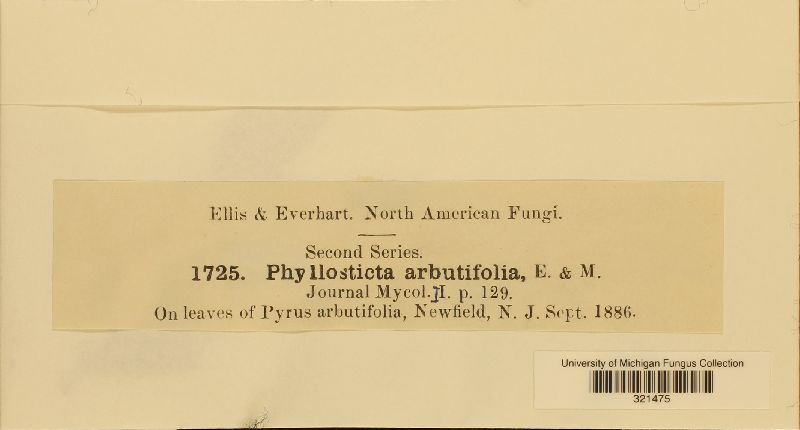 Ellis & Everhart. North American Fungi.
Second Series.
1725. Phyllosticta arbutifolia, E. & M.
Journal Mycol. II. p. 129.
On leaves of Pyrus arbutifolia, Newfield, N. J. Sept. 1886.
University of Michigan Fungus Collection
321475